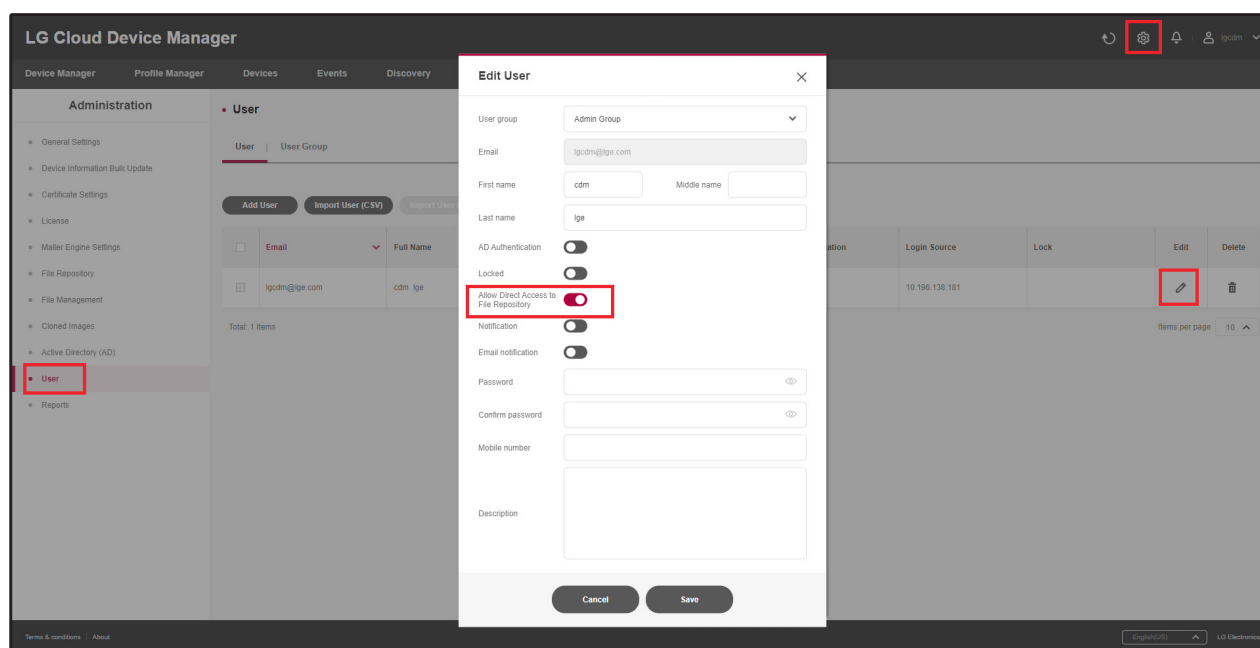 LG Cloud Device Manager
lgcdm
Device Manager Profile Manager Devices Events Discovery
Administration
General Settings
Device Information Bulk Update
Certificate Settings
License
Mailer Engine Settings
File Repository
File Management
Cloned Images
Active Directory (AD)
User
Reports
User
User | User Group
Add User Import User (CSV) Import User
Email Full Name ation Login Source Lock Edit Delete
lgcdm@lge.com cdm lge 10.196.138.181
Total: 1 Items Items per page 10
Edit User
User group Admin Group
Email lgcdm@lge.com
First name cdm Middle name
Last name lge
AD Authentication
Locked
Allow Direct Access to
File Repository
Notification
Email notification
Password
Confirm password
Mobile number
Description
Cancel Save
Terms & conditions | About English(US) LG Electronics